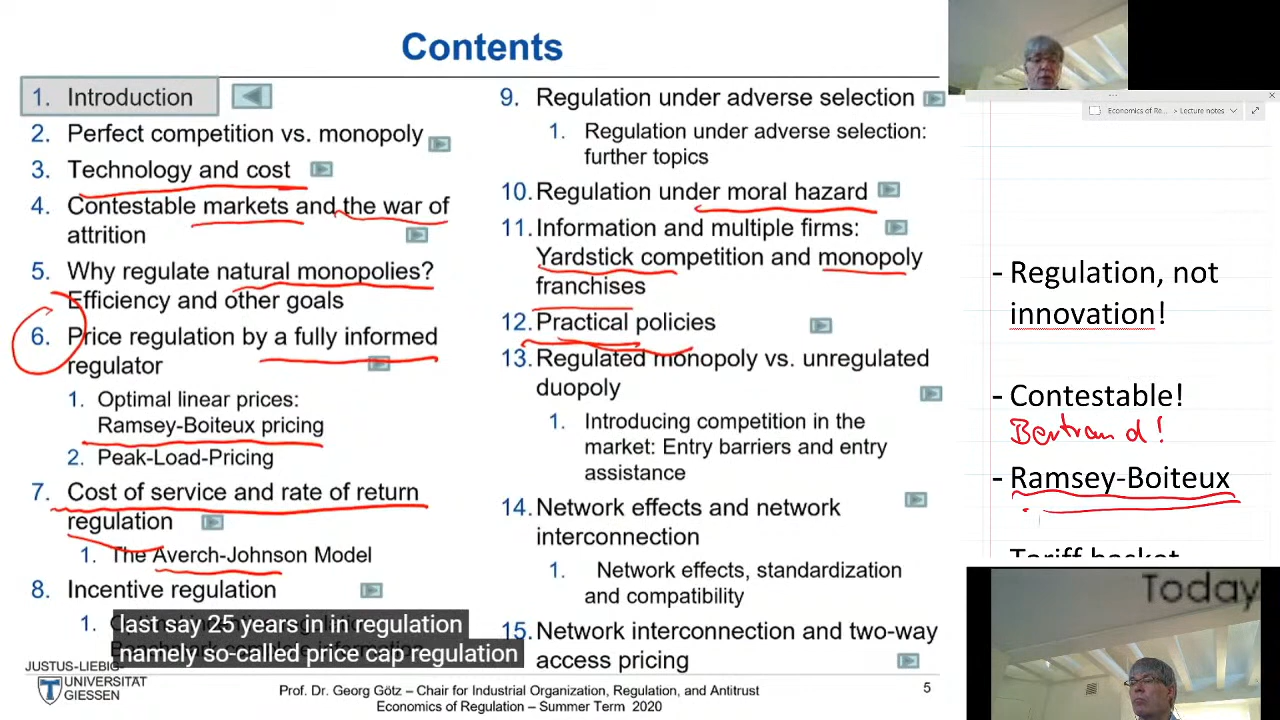 Contents
1. Introduction
2. Perfect competition vs. monopoly
3. Technology and cost
4. Contestable markets and the war of
attrition
5. Why regulate natural monopolies?
Efficiency and other goals
6. Price regulation by a fully informed
regulator
1. Optimal linear prices:
Ramsey-Boiteux pricing
2. Peak-Load-Pricing
7. Cost of service and rate of return
regulation
1. The Averch-Johnson Model
8. Incentive regulation
1.
last say 25 years in in regulation
namely so-called price cap regulation
9. Regulation under adverse selection
1. Regulation under adverse selection:
further topics
10. Regulation under moral hazard
11. Information and multiple firms:
Yardstick competition and monopoly
franchises
12. Practical policies
13. Regulated monopoly vs. unregulated
duopoly
1. Introducing competition in the
market: Entry barriers and entry
assistance
14. Network effects and network
interconnection
1. Network effects, standardization
and compatibility
15. Network interconnection and two-way
access pricing
JUSTUS-LIEBIG-
UNIVERSITAT
GIESSEN
Prof. Dr. Georg Götz – Chair for Industrial Organization, Regulation, and Antitrust
Economics of Regulation – Summer Term 2020
5
Economics of Re... > Lecture notes
- Regulation, not
innovation!
- Contestable!
Bertrand!
- Ramsey-Boiteux
Tariff basket
Today